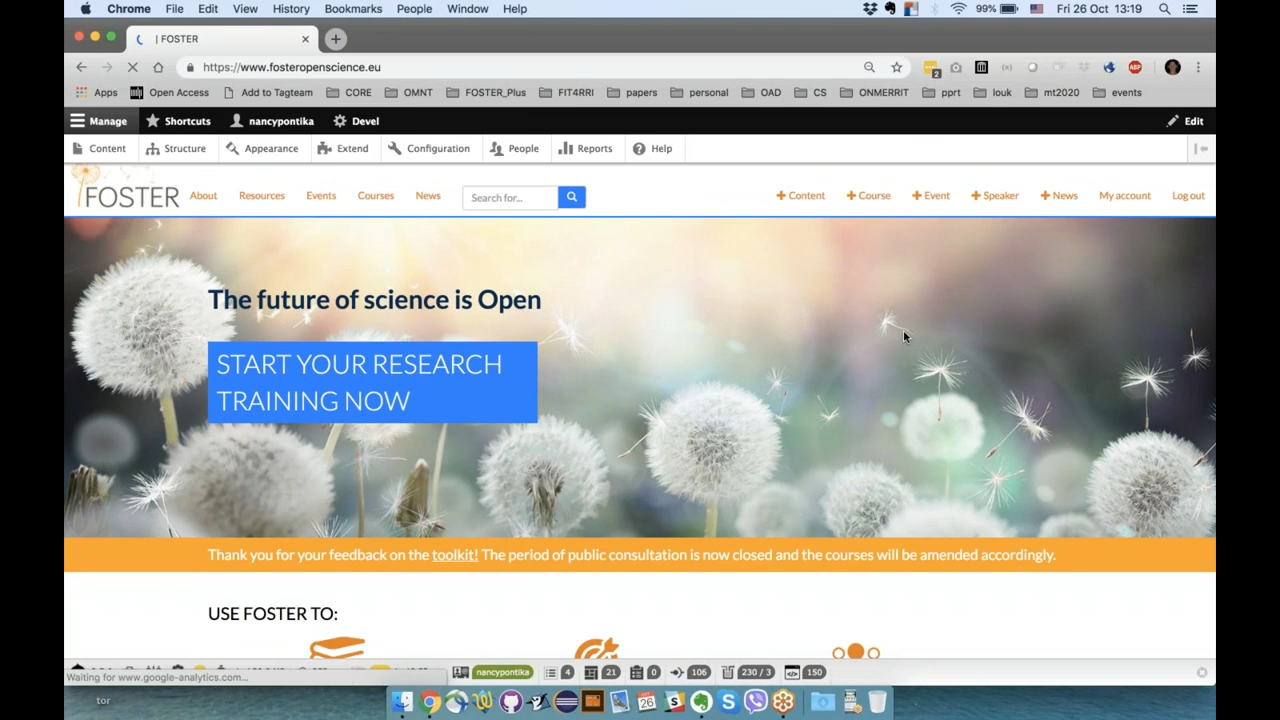 Chrome File Edit View History Bookmarks People Window Help 99% Fri 26 Oct 13:19
| FOSTER
https://www.fosteropenscience.eu 2 ABP
Apps Open Access Add to Tagteam CORE OMNT FOSTER_Plus FIT4RRI papers personal OAD CS ONMERRIT pprt louk mt2020 events
Manage Shortcuts nancypontika Devel Edit
Content Structure Appearance Extend Configuration People Reports Help
FOSTER About Resources Events Courses News Search for... + Content + Course + Event + Speaker + News My account Log out
The future of science is Open
START YOUR RESEARCH
TRAINING NOW
Thank you for your feedback on the toolkit! The period of public consultation is now closed and the courses will be amended accordingly.
USE FOSTER TO:
nancypontika 4 21 0 106 230 / 3 150
Waiting for www.google-analytics.com...
tor